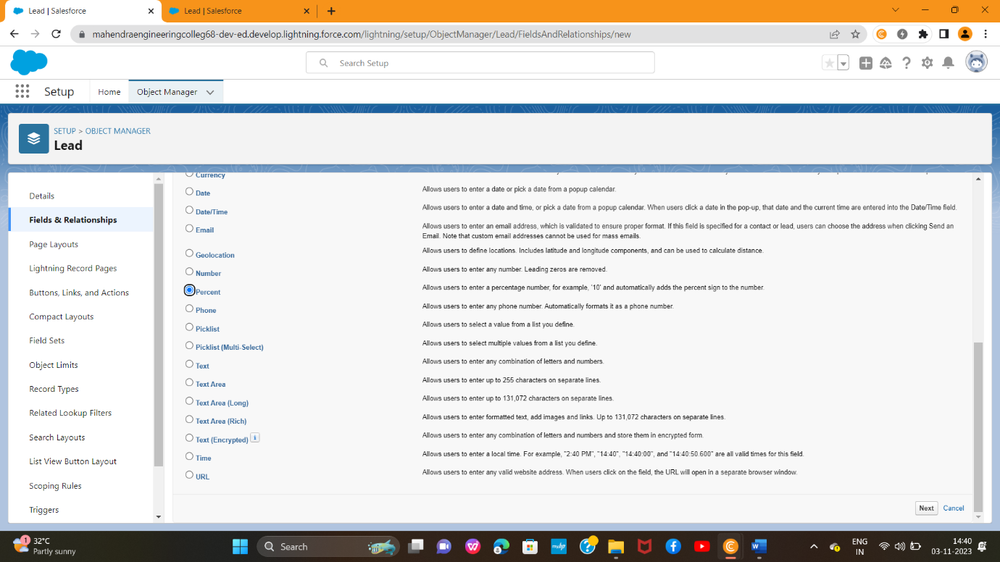 Lead | Salesforce
Lead | Salesforce
mahendraengineeringcolleg68-dev-ed.develop.lightning.force.com/lightning/setup/ObjectManager/Lead/FieldsAndRelationships/new
Search Setup
Setup
Home
Object Manager
SETUP > OBJECT MANAGER
Lead
Details
Fields & Relationships
Page Layouts
Lightning Record Pages
Buttons, Links, and Actions
Compact Layouts
Field Sets
Object Limits
Record Types
Related Lookup Filters
Search Layouts
List View Button Layout
Scoping Rules
Triggers
Currency
Date Allows users to enter a date or pick a date from a popup calendar.
Date/Time Allows users to enter a date and time, or pick a date from a popup calendar. When users click a date in the pop-up, that date and the current time are entered into the Date/Time field.
Email Allows users to enter an email address, which is validated to ensure proper format. If this field is specified for a contact or lead, users can choose the address when clicking Send an
Email. Note that custom email addresses cannot be used for mass emails.
Geolocation Allows users to define locations. Includes latitude and longitude components, and can be used to calculate distance.
Number Allows users to enter any number. Leading zeros are removed.
Percent Allows users to enter a percentage number, for example, '10' and automatically adds the percent sign to the number.
Phone Allows users to enter any phone number. Automatically formats it as a phone number.
Picklist Allows users to select a value from a list you define.
Picklist (Multi-Select) Allows users to select multiple values from a list you define.
Text Allows users to enter any combination of letters and numbers.
Text Area Allows users to enter up to 255 characters on separate lines.
Text Area (Long) Allows users to enter up to 131,072 characters on separate lines.
Text Area (Rich) Allows users to enter formatted text, add images and links. Up to 131,072 characters on separate lines.
Text (Encrypted) i Allows users to enter any combination of letters and numbers and store them in encrypted form.
Time Allows users to enter a local time. For example, "2:40 PM", "14:40", "14:40:00", and "14:40:50.600" are all valid times for this field.
URL Allows users to enter any valid website address. When users click on the field, the URL will open in a separate browser window.
Next Cancel
1
32°C
Partly sunny
Search
myhp
ENG
IN
14:40
03-11-2023